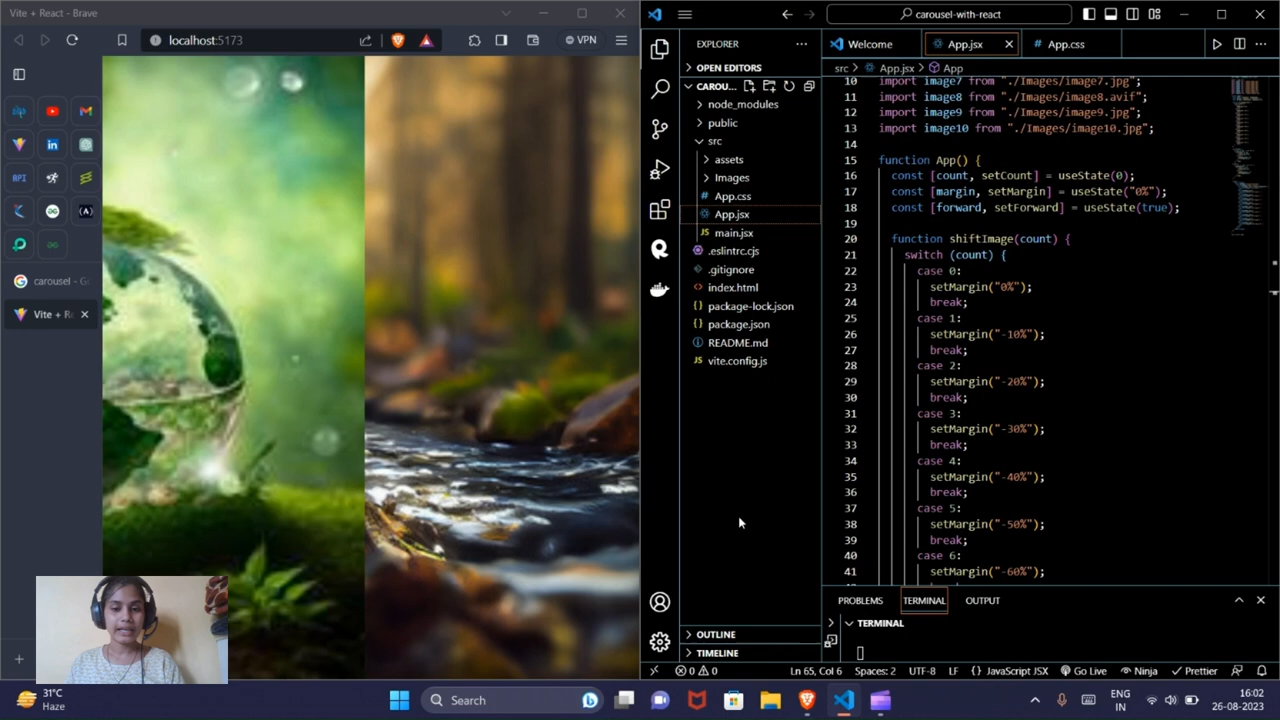 Vite + React - Brave
localhost:5173
VPN
carousel - Go
Vite + Re
API
31°C
Haze
carousel-with-react
EXPLORER
OPEN EDITORS
CAROU...
node_modules
public
src
assets
Images
App.css
App.jsx
main.jsx
.eslintrc.cjs
.gitignore
index.html
package-lock.json
package.json
README.md
vite.config.js
OUTLINE
TIMELINE
Welcome
App.jsx
App.css
src > App.jsx > App
10 import image7 from "./Images/image7.jpg";
11 import image8 from "./Images/image8.avif";
12 import image9 from "./Images/image9.jpg";
13 import image10 from "./Images/image10.jpg";
14
15 function App() {
16 const [count, setCount] = useState(0);
17 const [margin, setMargin] = useState("0%");
18 const [forward, setForward] = useState(true);
19
20 function shiftImage(count) {
21 switch (count) {
22 case 0:
23 setMargin("0%");
24 break;
25 case 1:
26 setMargin("-10%");
27 break;
28 case 2:
29 setMargin("-20%");
30 break;
31 case 3:
32 setMargin("-30%");
33 break;
34 case 4:
35 setMargin("-40%");
36 break;
37 case 5:
38 setMargin("-50%");
39 break;
40 case 6:
41 setMargin("-60%");
PROBLEMS
TERMINAL
OUTPUT
TERMINAL
0 0
Ln 65, Col 6
Spaces: 2
UTF-8
LF
{} JavaScript JSX
Go Live
Ninja
Prettier
Search
ENG
IN
16:02
26-08-2023